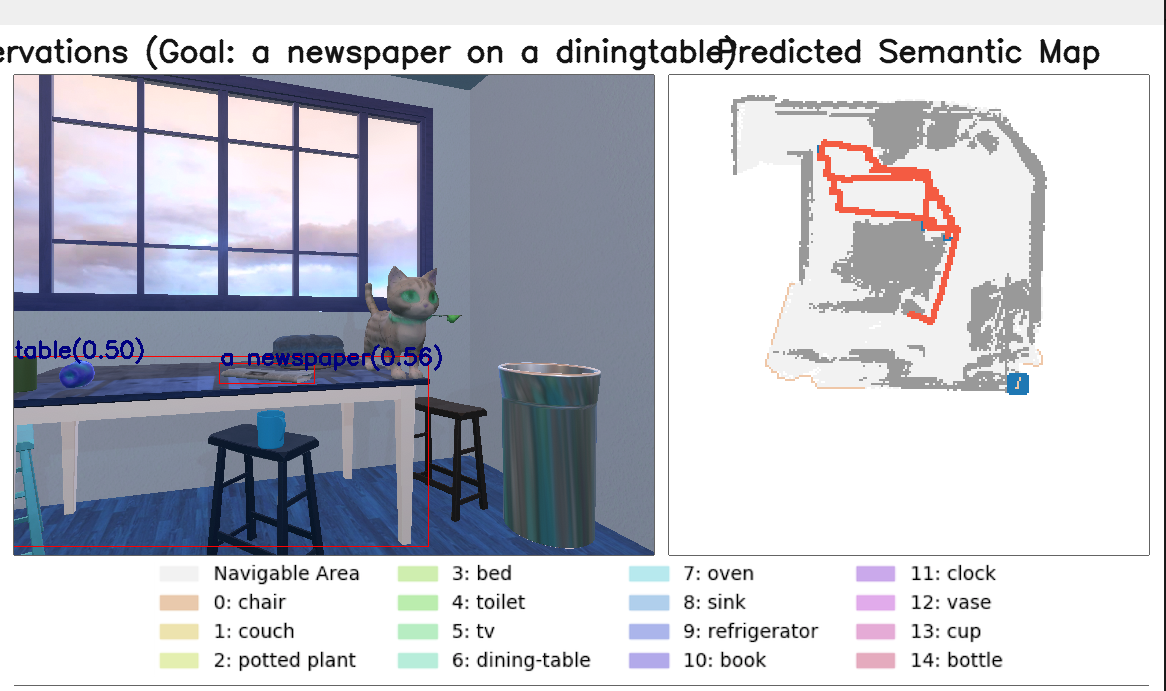 ervations (Goal: a newspaper on a diningtable)
Predicted Semantic Map
table(0.50)
a newspaper(0.56)
Navigable Area
0: chair
1: couch
2: potted plant
3: bed
4: toilet
5: tv
6: dining-table
7: oven
8: sink
9: refrigerator
10: book
11: clock
12: vase
13: cup
14: bottle